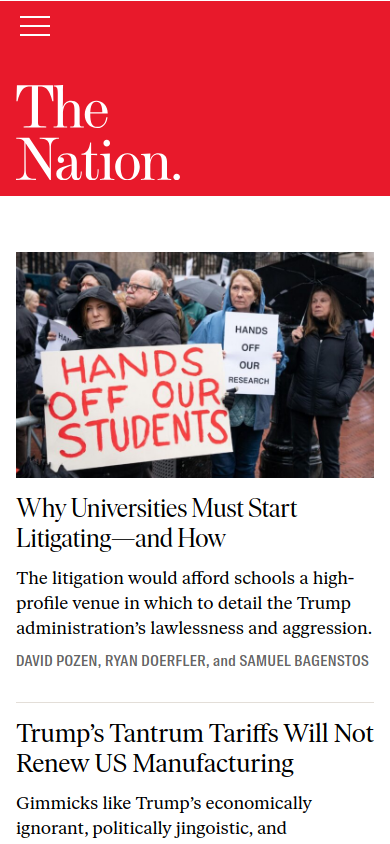 The
Nation.
HANDS
OFF OUR
STUDENTS
HANDS
OFF
OUR
RESEARCH
Why Universities Must Start
Litigating—and How
The litigation would afford schools a high-
profile venue in which to detail the Trump
administration’s lawlessness and aggression.
DAVID POZEN, RYAN DOERFLER, and SAMUEL BAGENSTOS
Trump’s Tantrum Tariffs Will Not
Renew US Manufacturing
Gimmicks like Trump’s economically
ignorant, politically jingoistic, and